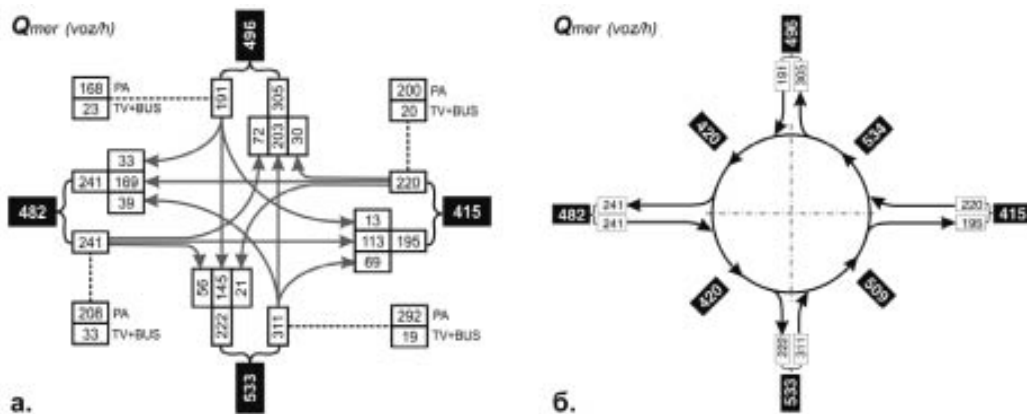 Qmer (voz/h)
496
168 PA
23 TV+BUS
191
305
200 PA
20 TV+BUS
72 203 30
33
241 169
39
220
482
415
13
113 195
69
241
56 145 21
222
311
208 PA
33 TV+BUS
292 PA
19 TV+BUS
533
а.
Qmer (voz/h)
496
191 305
420
534
482
241
241
220
195
415
420
509
222 311
533
б.